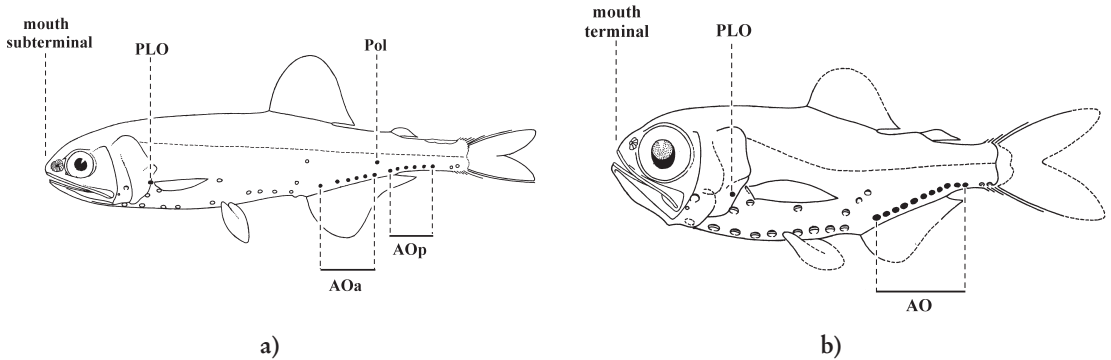 mouth
subterminal
PLO
Pol
AOa
AOp
a)
mouth
terminal
PLO
AO
b)